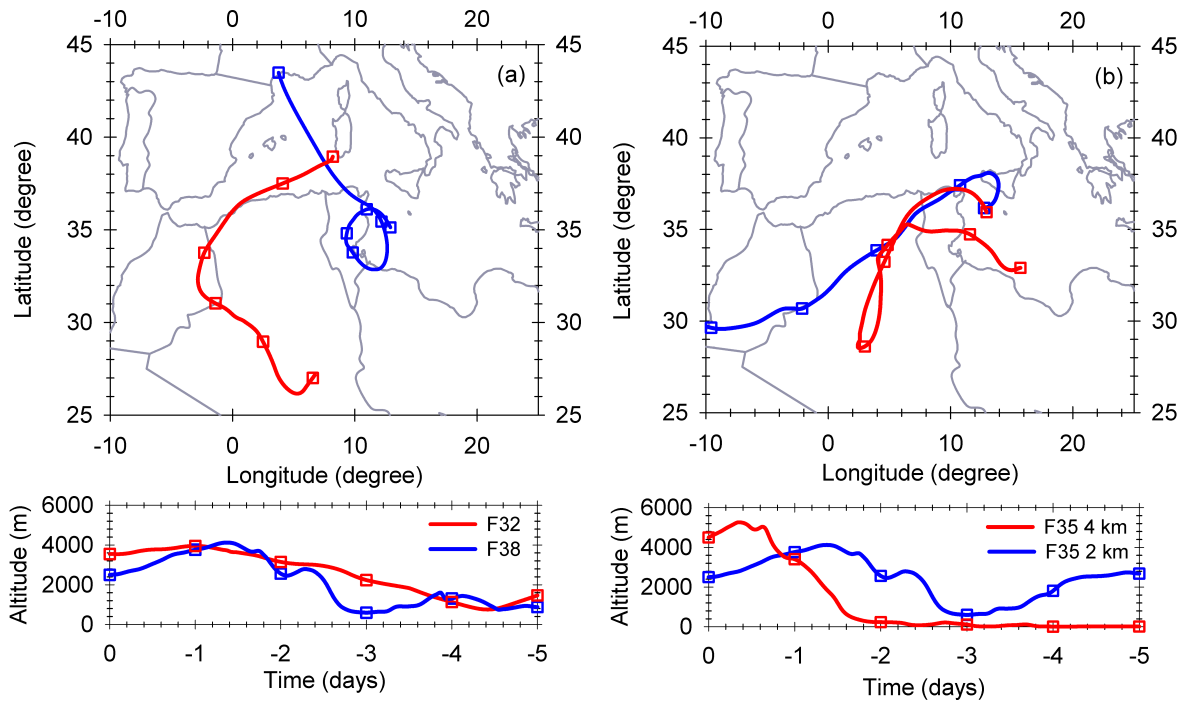 -10 0 10 20
45 45
(a)
40 40
35 35
30 30
25 25
-10 0 10 20
Latitude (degree)
Longitude (degree)
6000
4000
2000
0
Altitude (m)
F32
F38
0 -1 -2 -3 -4 -5
Time (days)
-10 0 10 20
45 45
(b)
40 40
35 35
30 30
25 25
-10 0 10 20
Latitude (degree)
Longitude (degree)
6000
4000
2000
0
Altitude (m)
F35 4 km
F35 2 km
0 -1 -2 -3 -4 -5
Time (days)